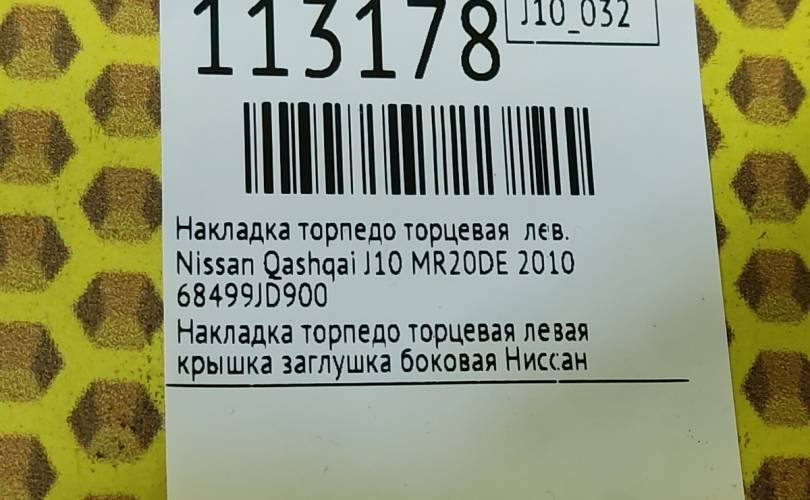 113178
J10_032
Накладка торпедо торцевая лев.
Nissan Qashqai J10 MR20DE 2010
68499JD900
Накладка торпедо торцевая левая
крышка заглушка боковая Ниссан